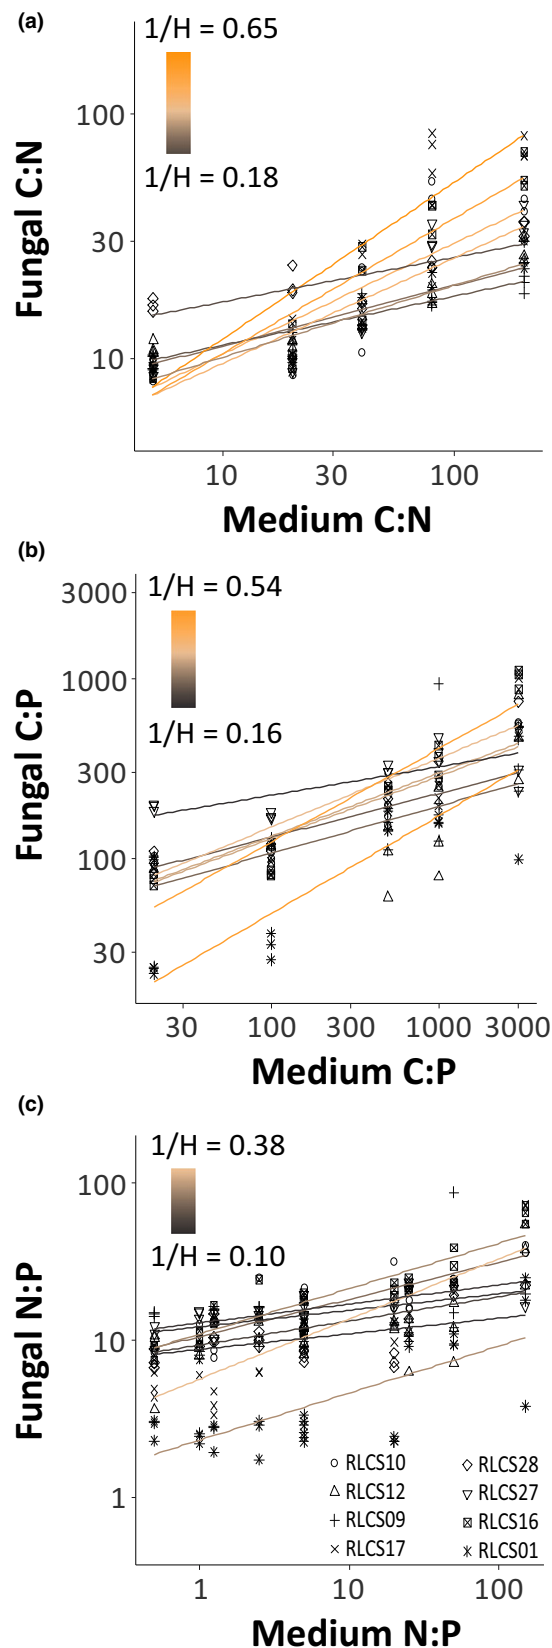 (a)
1/H = 0.65
1/H = 0.18
100
30
10
Fungal C:N
10
30
100
Medium C:N
(b)
1/H = 0.54
1/H = 0.16
3000
1000
300
100
30
Fungal C:P
30
100
300
1000
3000
Medium C:P
(c)
1/H = 0.38
1/H = 0.10
100
10
1
Fungal N:P
RLCS10
RLCS28
RLCS12
RLCS27
RLCS09
RLCS16
RLCS17
RLCS01
1
10
100
Medium N:P